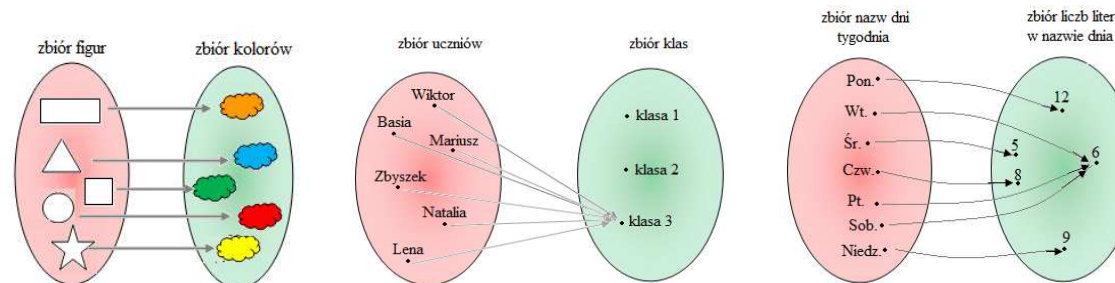 zbiór figur
zbiór kolorów
zbiór uczniów
zbiór klas
Wiktor
Basia
Mariusz
Zbyszek
Natalia
Lena
klasa 1
klasa 2
klasa 3
zbiór nazw dni
tygodnia
zbiór liczb liter
w nazwie dnia
Pon.
Wt.
Śr.
Czw.
Pt.
Sob.
Niedz.
12
5
6
8
9